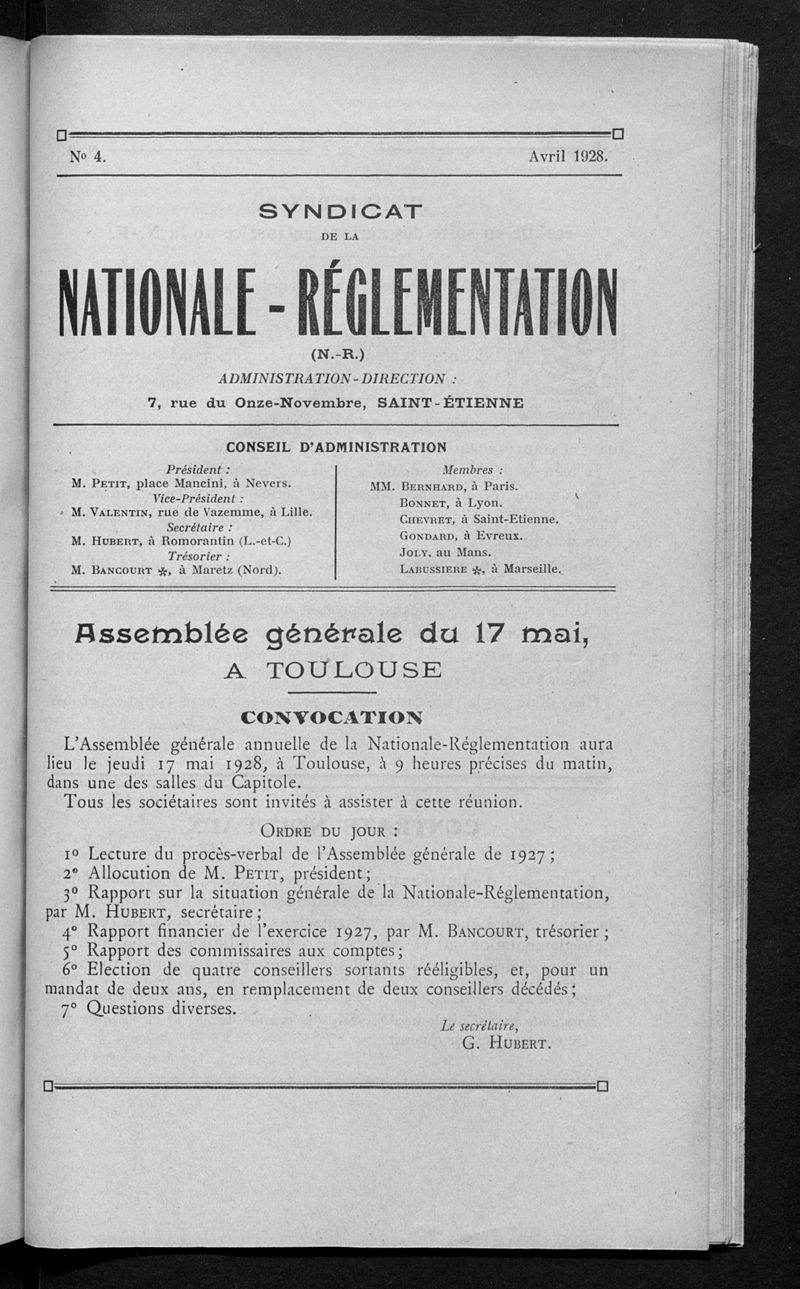 Nº 4.
Avril 1928.
SYNDICAT
DE LA
NATIONALE - RÉGLEMENTATION
(N.-R.)
ADMINISTRATION - DIRECTION :
7, rue du Onze-Novembre, SAINT-ÉTIENNE
CONSEIL D'ADMINISTRATION
Président :
M. PETIT, place Mancini, à Nevers.
Vice-Président :
M. VALENTIN, rue de Vazemme, à Lille.
Secrétaire :
M. HUBERT, à Romorantin (L.-et-C.)
Trésorier :
M. BANCOURT ✻, à Maretz (Nord).
Membres :
MM. BERNHARD, à Paris.
BONNET, à Lyon.
CHEVRET, à Saint-Etienne.
GONDARD, à Evreux.
JOLY, au Mans.
LABUSSIERE ✻, à Marseille.
Assemblée générale du 17 mai,
A TOULOUSE
CONVOCATION
L'Assemblée générale annuelle de la Nationale-Réglementation aura
lieu le jeudi 17 mai 1928, à Toulouse, à 9 heures précises du matin,
dans une des salles du Capitole.
Tous les sociétaires sont invités à assister à cette réunion.
ORDRE DU JOUR :
1º Lecture du procès-verbal de l'Assemblée générale de 1927 ;
2º Allocution de M. PETIT, président ;
3º Rapport sur la situation générale de la Nationale-Réglementation,
par M. HUBERT, secrétaire ;
4º Rapport financier de l'exercice 1927, par M. BANCOURT, trésorier ;
5º Rapport des commissaires aux comptes ;
6º Election de quatre conseillers sortants rééligibles, et, pour un
mandat de deux ans, en remplacement de deux conseillers décédés ;
7º Questions diverses.
Le secrétaire,
G. HUBERT.